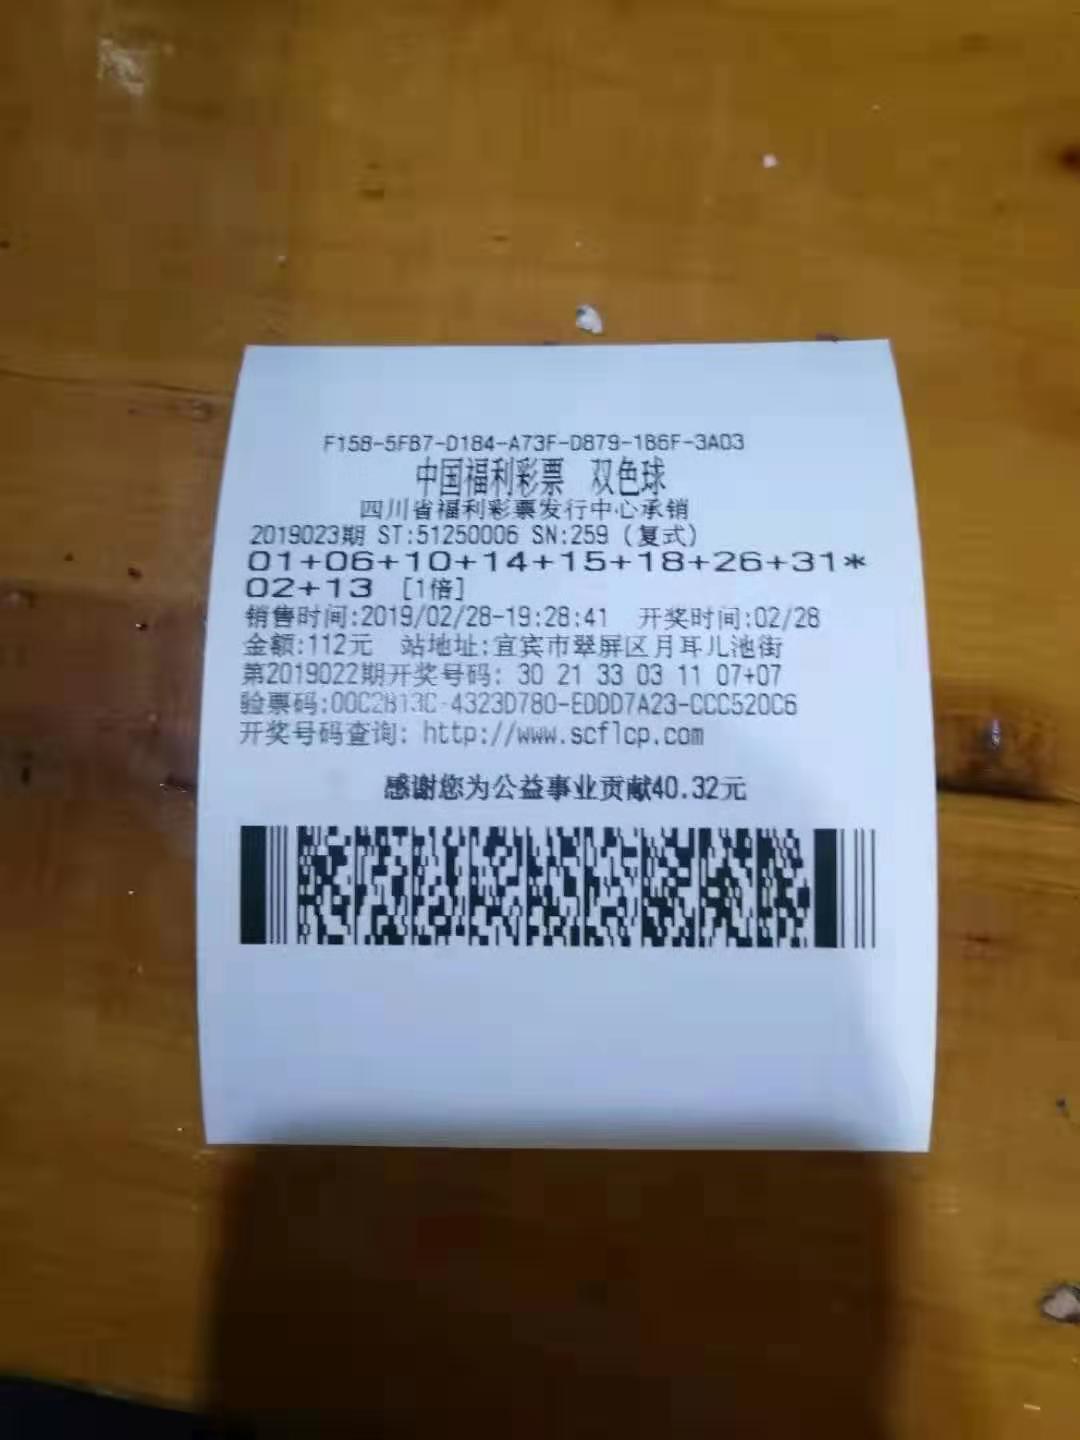 F158-5FB7-D184-A73F-D879-1B6F-3AD3
中国福利彩票 双色球
四川省福利彩票发行中心承销
2019023期 ST:51250006 SN:259 (复式)
01+06+10+14+15+18+26+31*
02+13 [1倍]
销售时间:2019/02/28-19:28:41 开奖时间:02/28
金额:112元 站地址:宜宾市翠屏区月耳儿池街
第2019022期开奖号码: 30 21 33 03 11 07+07
验票码:00C2B13C-4323D780-EDDD7A23-CCC520C6
开奖号码查询: http://www.scflcp.com
感谢您为公益事业贡献40.32元